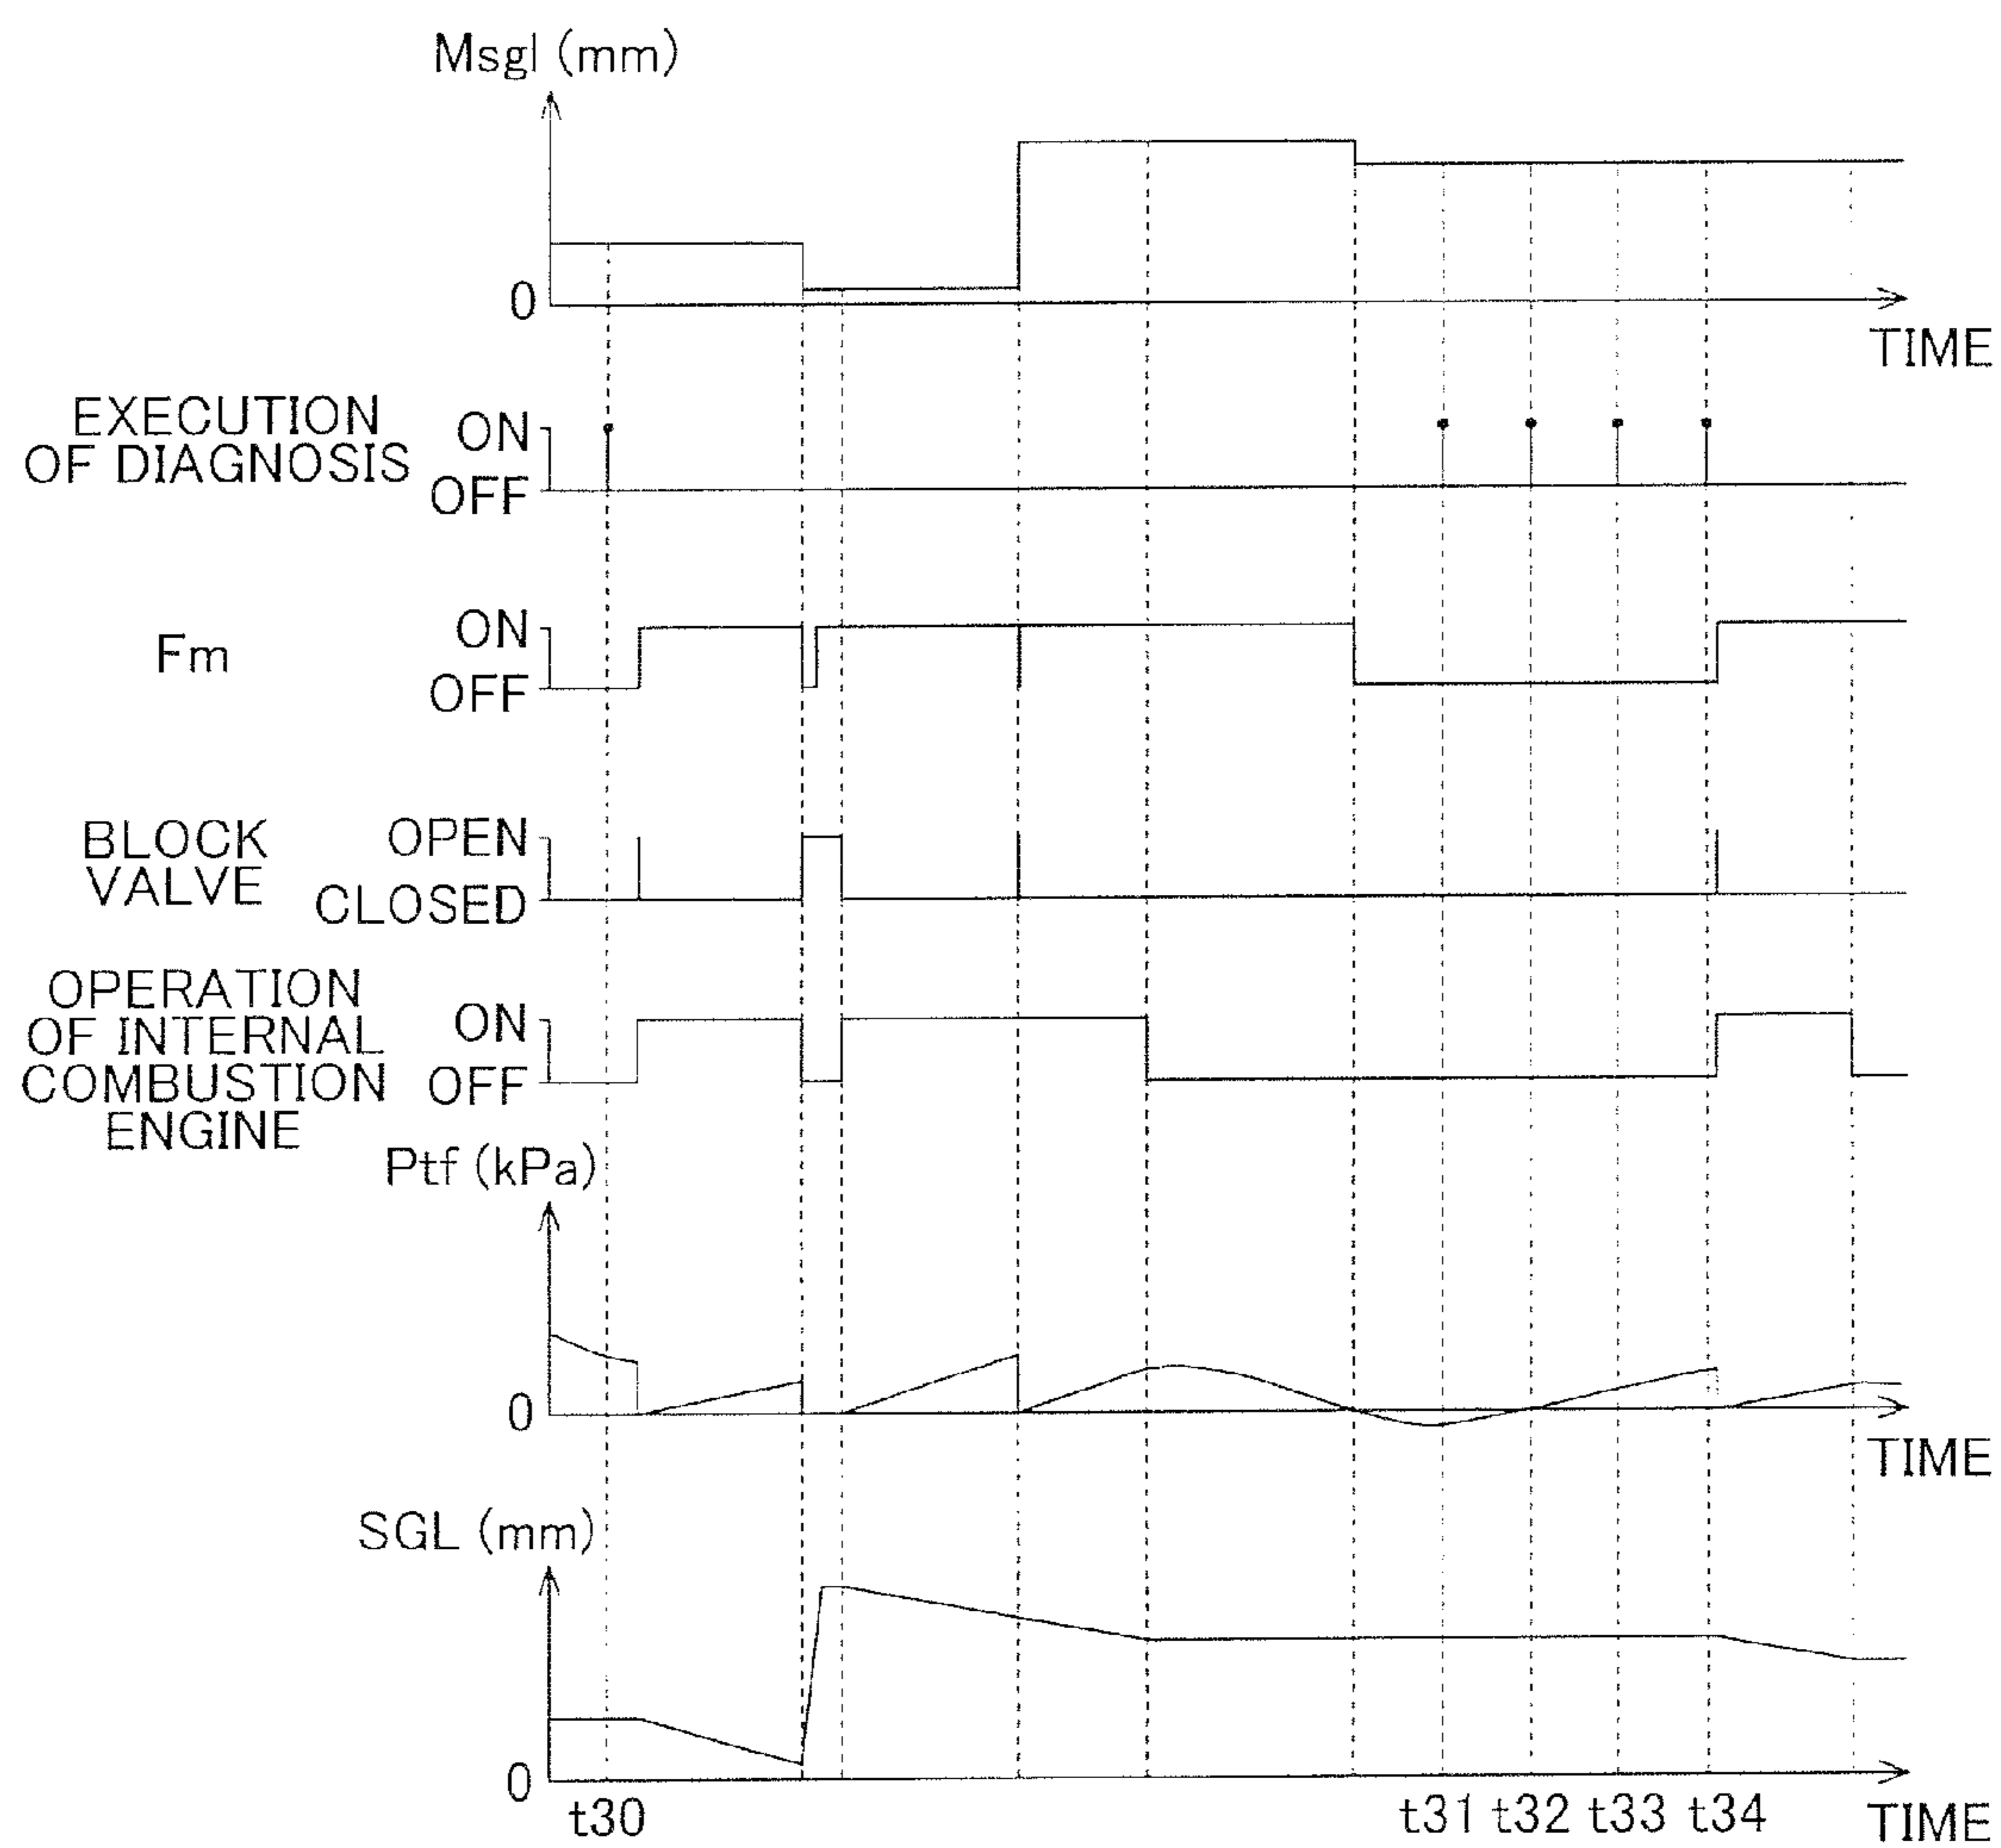 Msgl (mm)
0
TIME
EXECUTION
OF DIAGNOSIS
ON
OFF
Fm
ON
OFF
BLOCK
VALVE
OPEN
CLOSED
OPERATION
OF INTERNAL
COMBUSTION
ENGINE
ON
OFF
Ptf (kPa)
0
TIME
SGL (mm)
0
t30
t31 t32 t33 t34
TIME